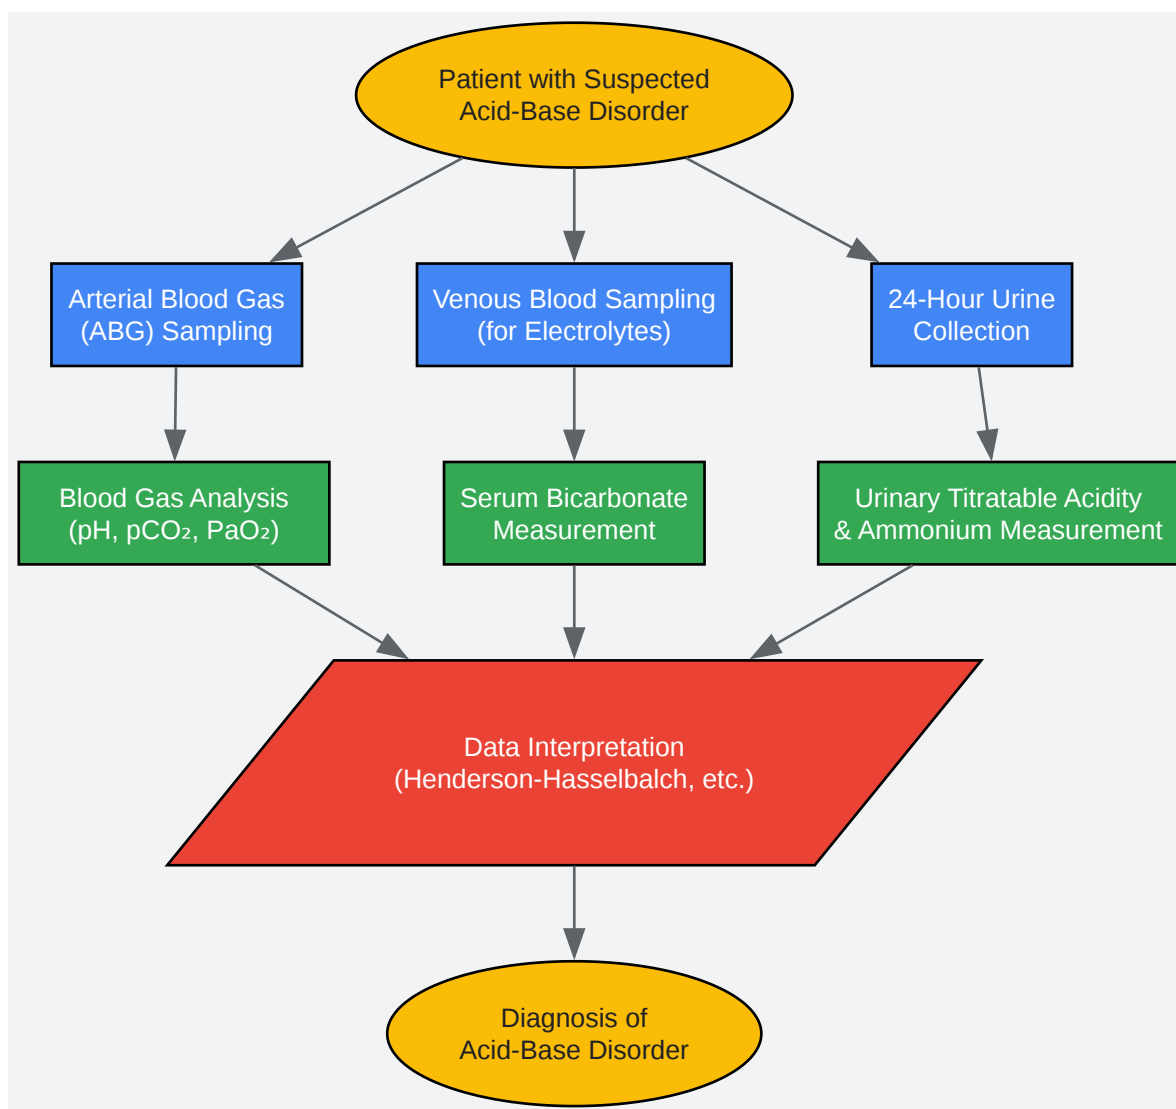 Patient with Suspected
Acid-Base Disorder
Arterial Blood Gas
(ABG) Sampling
Venous Blood Sampling
(for Electrolytes)
24-Hour Urine
Collection
Blood Gas Analysis
(pH, pCO₂, PaO₂)
Serum Bicarbonate
Measurement
Urinary Titratable Acidity
& Ammonium Measurement
Data Interpretation
(Henderson-Hasselbalch, etc.)
Diagnosis of
Acid-Base Disorder